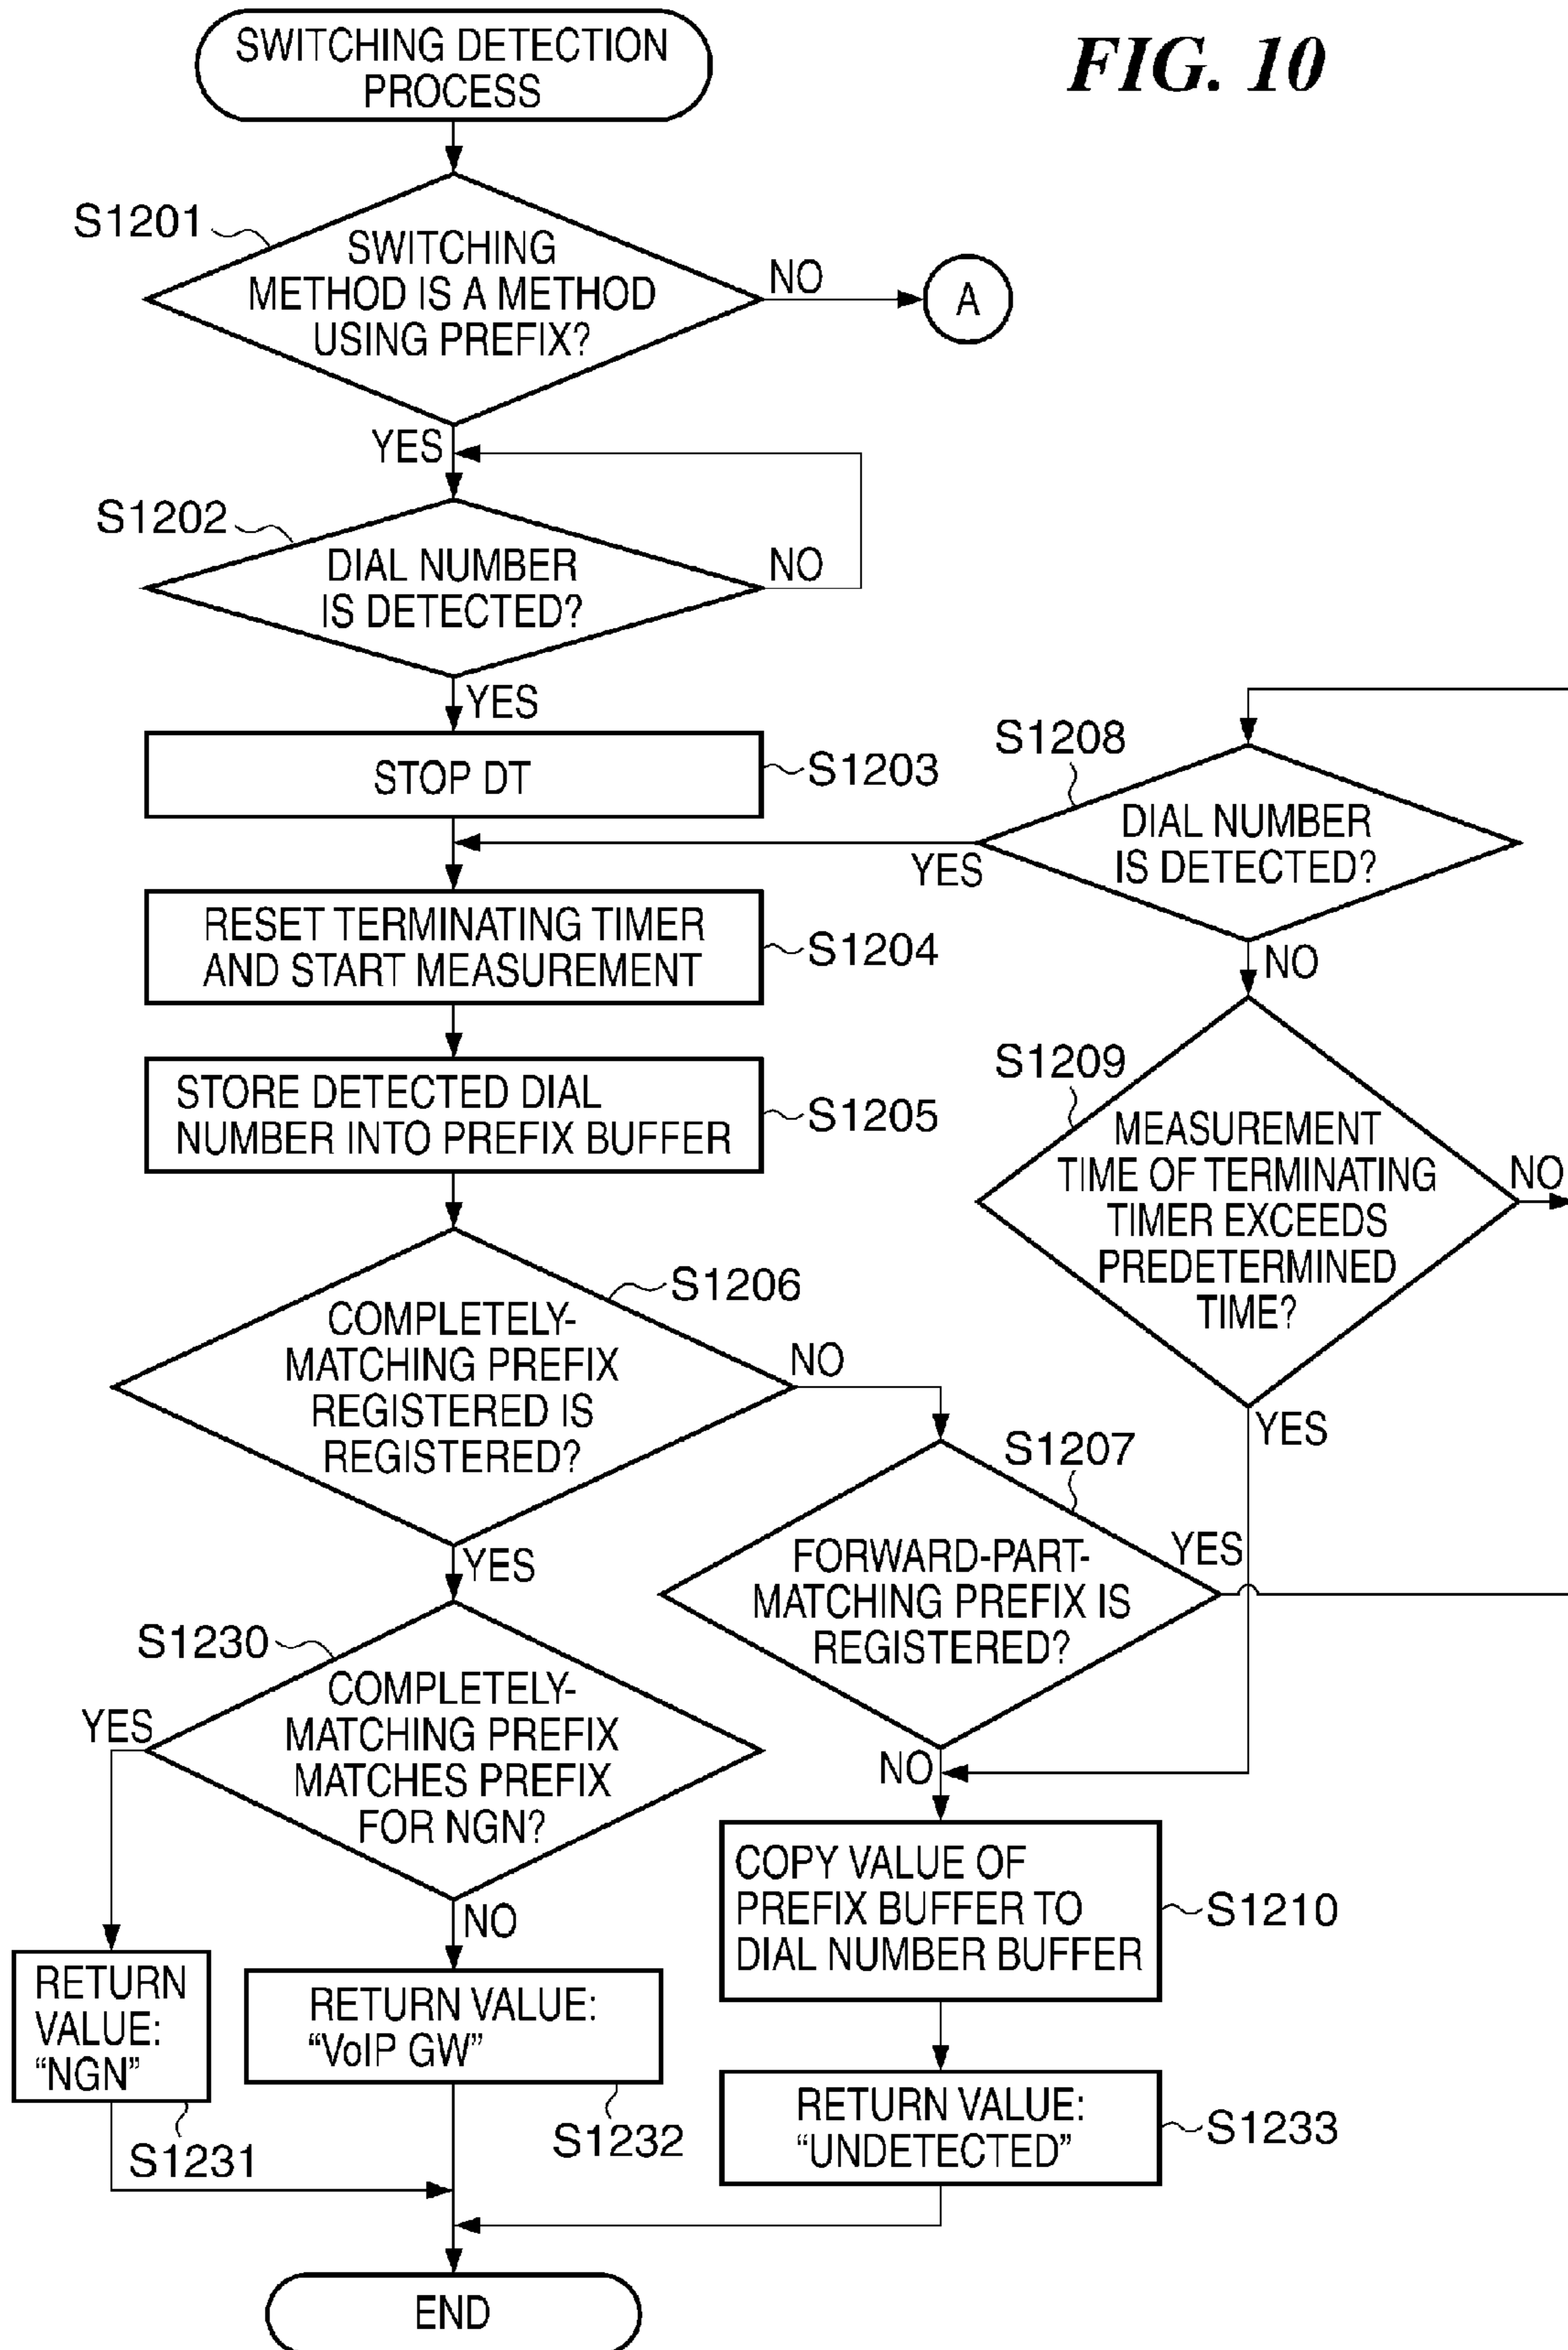 SWITCHING DETECTION
PROCESS
FIG. 10
S1201
SWITCHING
METHOD IS A METHOD
USING PREFIX?
NO
A
YES
S1202
DIAL NUMBER
IS DETECTED?
NO
YES
STOP DT
S1203
S1208
DIAL NUMBER
IS DETECTED?
YES
NO
RESET TERMINATING TIMER
AND START MEASUREMENT
S1204
STORE DETECTED DIAL
NUMBER INTO PREFIX BUFFER
S1205
S1209
MEASUREMENT
TIME OF TERMINATING
TIMER EXCEEDS
PREDETERMINED
TIME?
NO
YES
S1206
COMPLETELY-
MATCHING PREFIX
REGISTERED IS
REGISTERED?
NO
YES
S1207
FORWARD-PART-
MATCHING PREFIX IS
REGISTERED?
YES
NO
S1230
COMPLETELY-
MATCHING PREFIX
MATCHES PREFIX
FOR NGN?
YES
NO
COPY VALUE OF
PREFIX BUFFER TO
DIAL NUMBER BUFFER
S1210
RETURN
VALUE:
“NGN”
S1231
RETURN VALUE:
“VoIP GW”
S1232
RETURN VALUE:
“UNDETECTED”
S1233
END